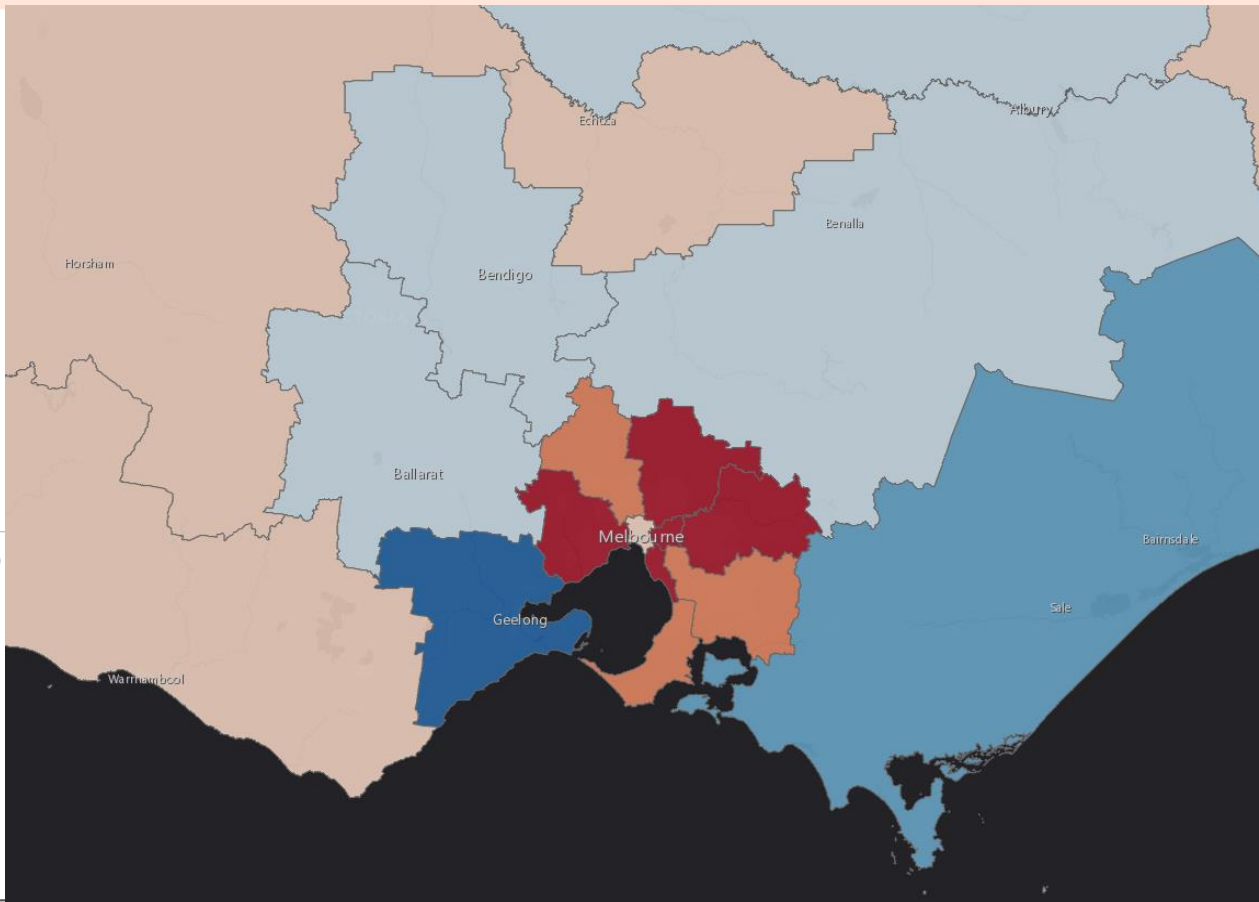 Albury
Echuca
Benalla
Horsham
Bendigo
Ballarat
Melbourne
Bairnsdale
Sale
Geelong
Warrnambool